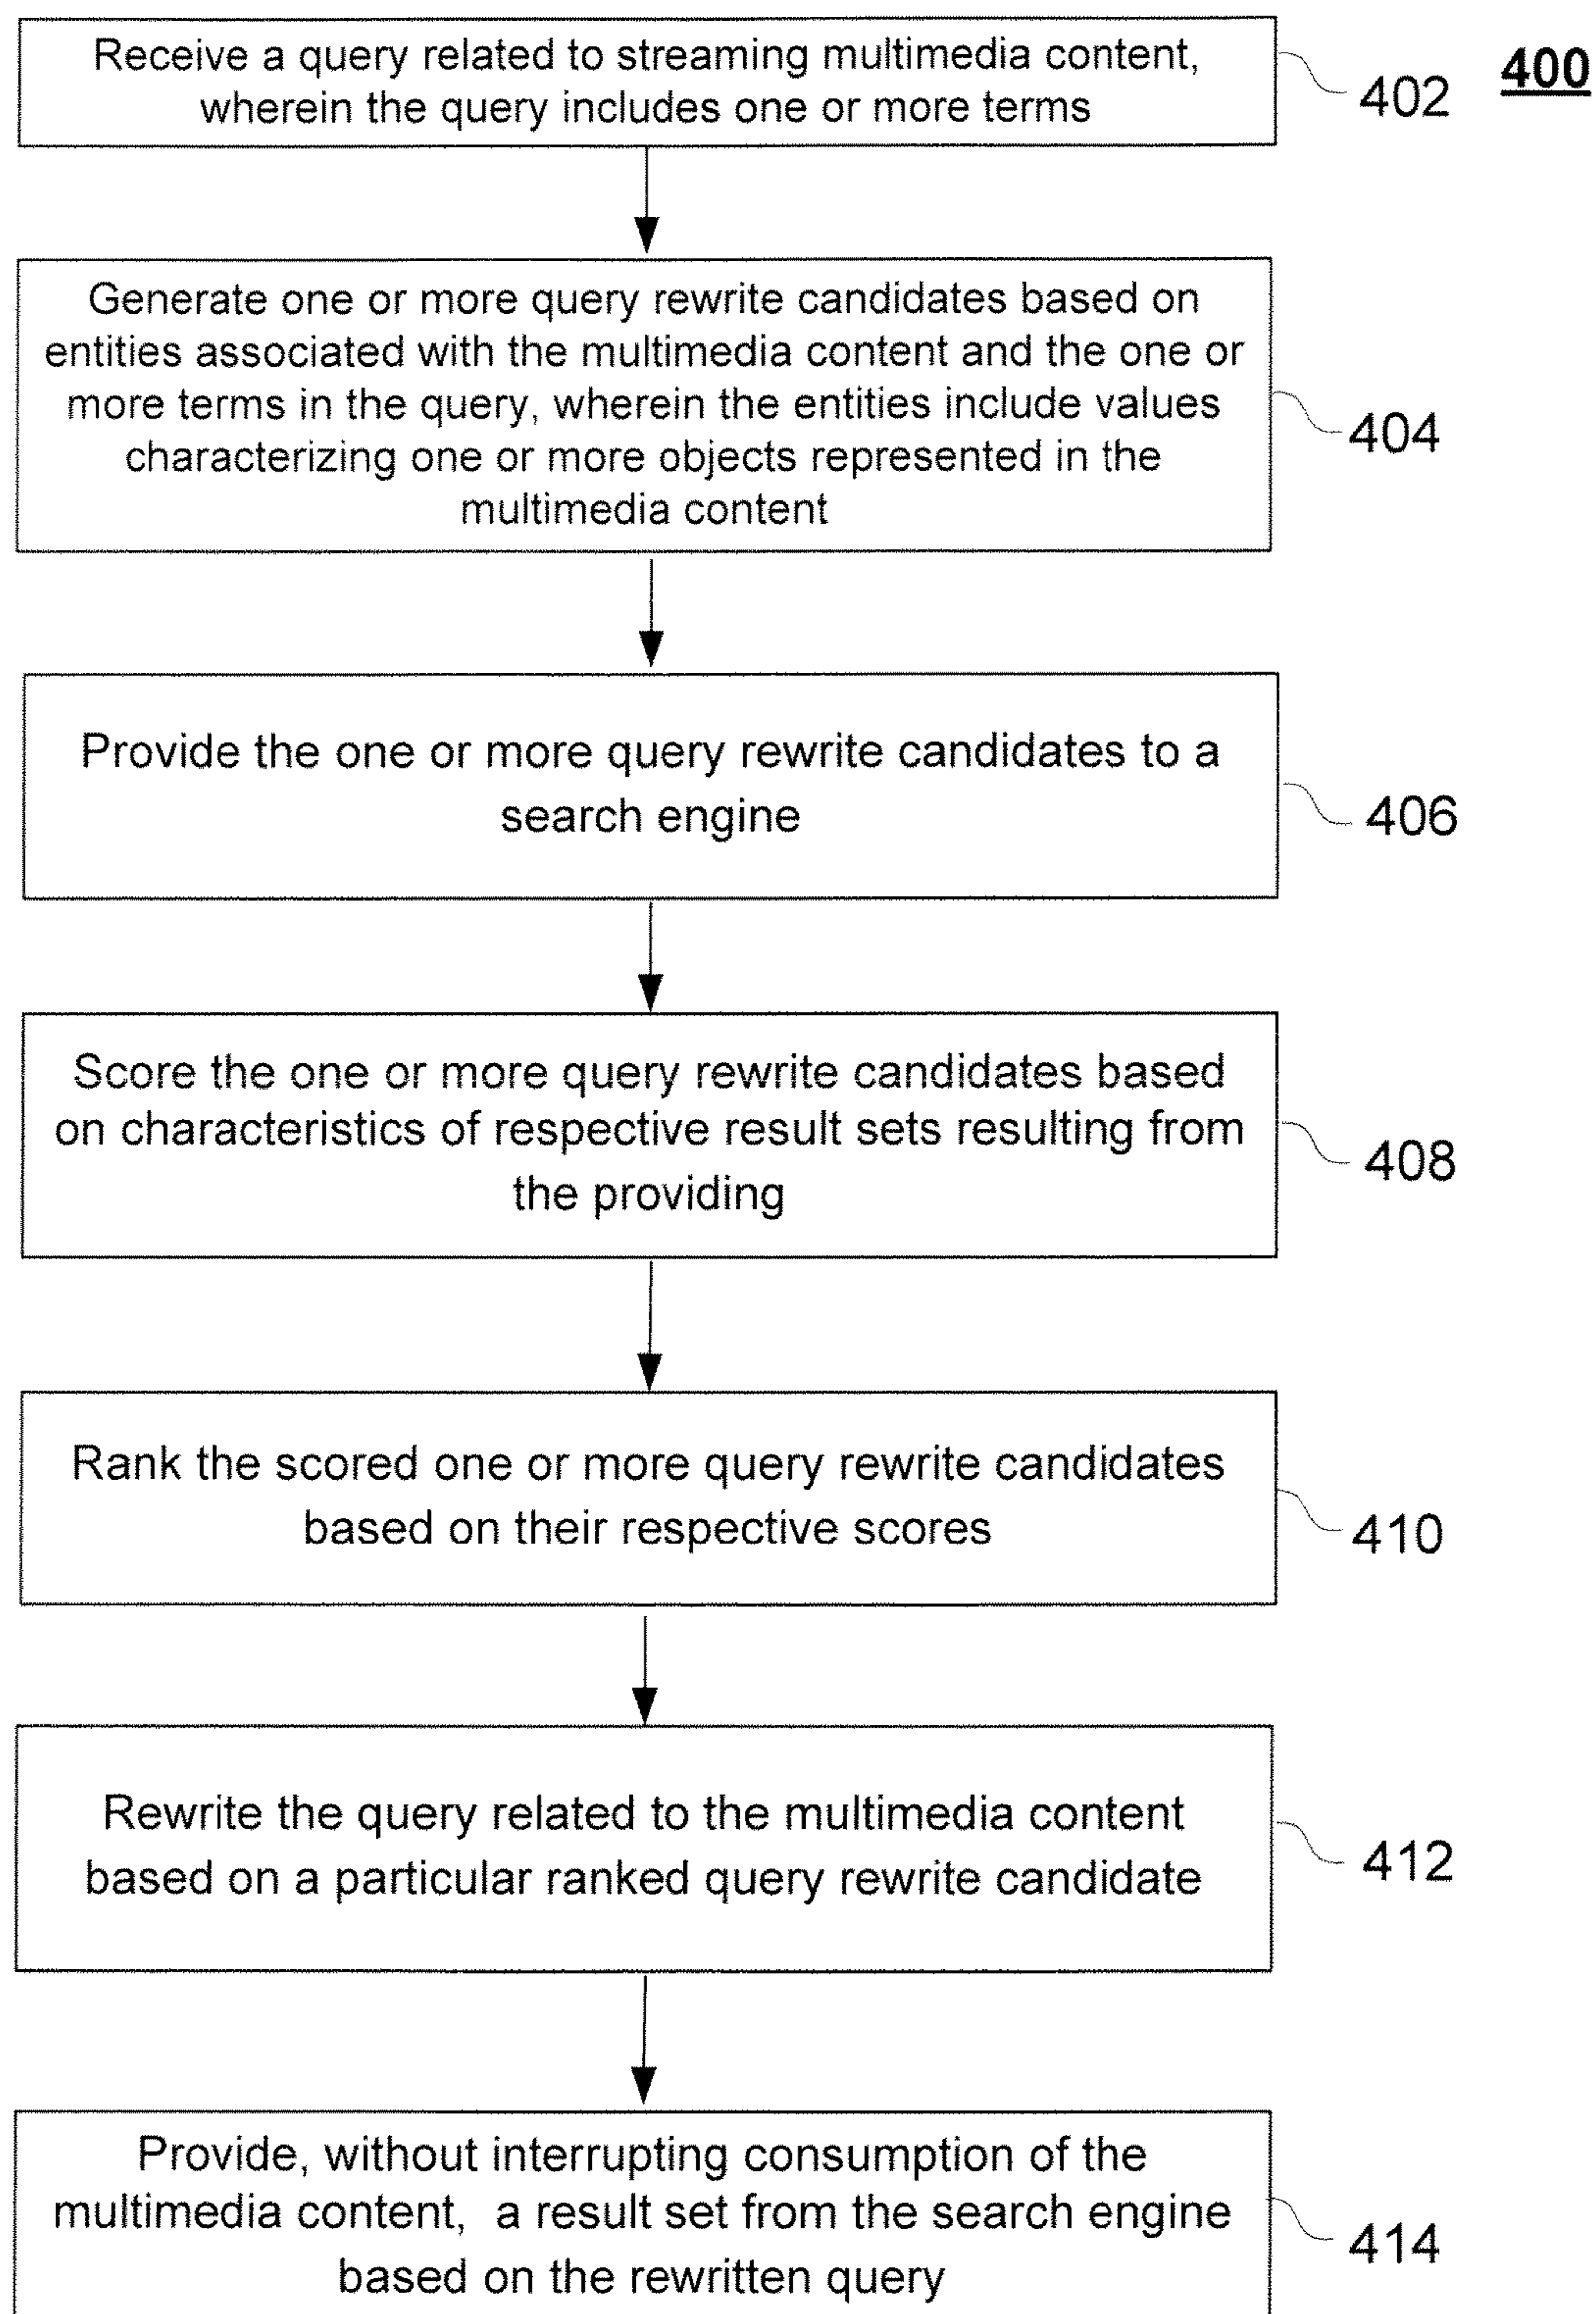 Receive a query related to streaming multimedia content,
wherein the query includes one or more terms
402
400
Generate one or more query rewrite candidates based on
entities associated with the multimedia content and the one or
more terms in the query, wherein the entities include values
characterizing one or more objects represented in the
multimedia content
404
Provide the one or more query rewrite candidates to a
search engine
406
Score the one or more query rewrite candidates based
on characteristics of respective result sets resulting from
the providing
408
Rank the scored one or more query rewrite candidates
based on their respective scores
410
Rewrite the query related to the multimedia content
based on a particular ranked query rewrite candidate
412
Provide, without interrupting consumption of the
multimedia content,  a result set from the search engine
based on the rewritten query
414